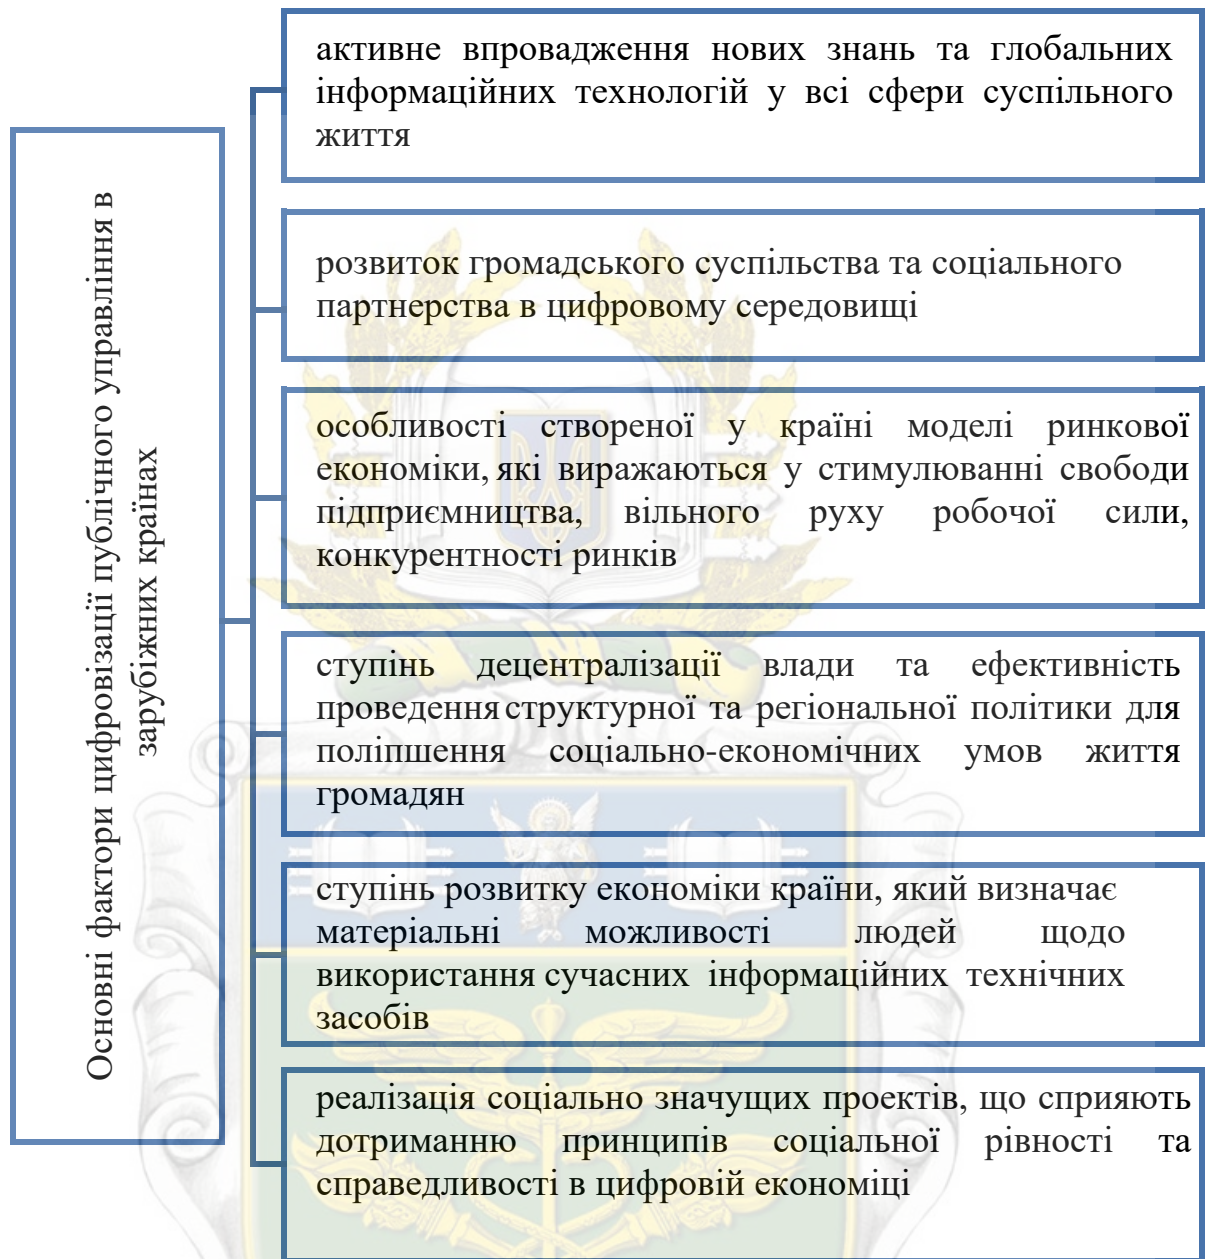 Основні фактори цифровізації публічного управління в
зарубіжних країнах
активне впровадження нових знань та глобальних
інформаційних технологій у всі сфери суспільного
життя
розвиток громадського суспільства та соціального
партнерства в цифровому середовищі
особливості створеної у країні моделі ринкової
економіки, які виражаються у стимулюванні свободи
підприємництва, вільного руху робочої сили,
конкурентності ринків
ступінь децентралізації влади та ефективність
проведення структурної та регіональної політики для
поліпшення соціально-економічних умов життя
громадян
ступінь розвитку економіки країни, який визначає
матеріальні можливості людей щодо
використання сучасних інформаційних технічних
засобів
реалізація соціально значущих проектів, що сприяють
дотриманню принципів соціальної рівності та
справедливості в цифровій економіці